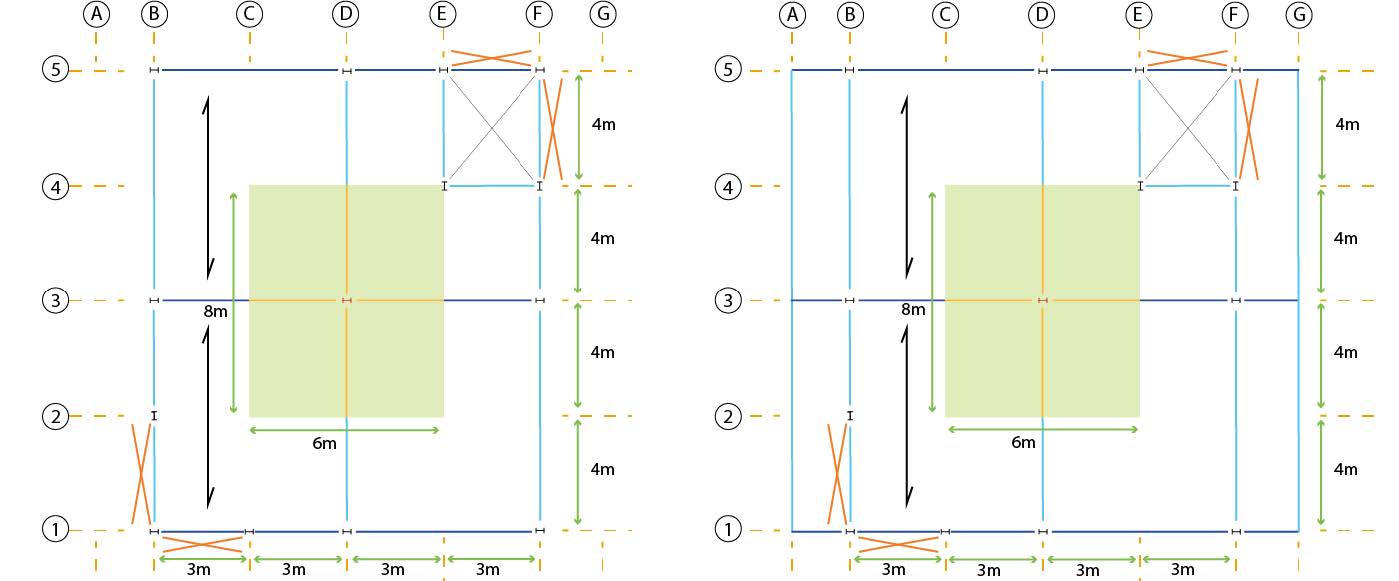 A B C D E F G A B C D E F G
5 5
4m 4m
4 4
4m 4m
3 3
8m 8m
4m 4m
2 2
6m 6m
4m 4m
1 1
3m 3m 3m 3m 3m 3m 3m 3m